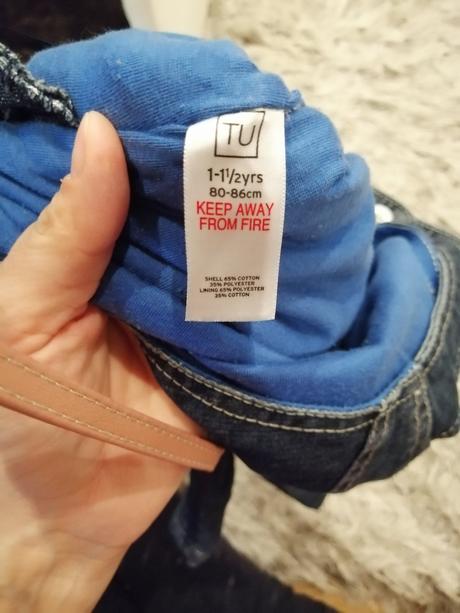 TU
1-1½yrs
80-86cm
KEEP AWAY
FROM FIRE
SHELL 65% COTTON
35% POLYESTER
LINING 65% POLYESTER
35% COTTON